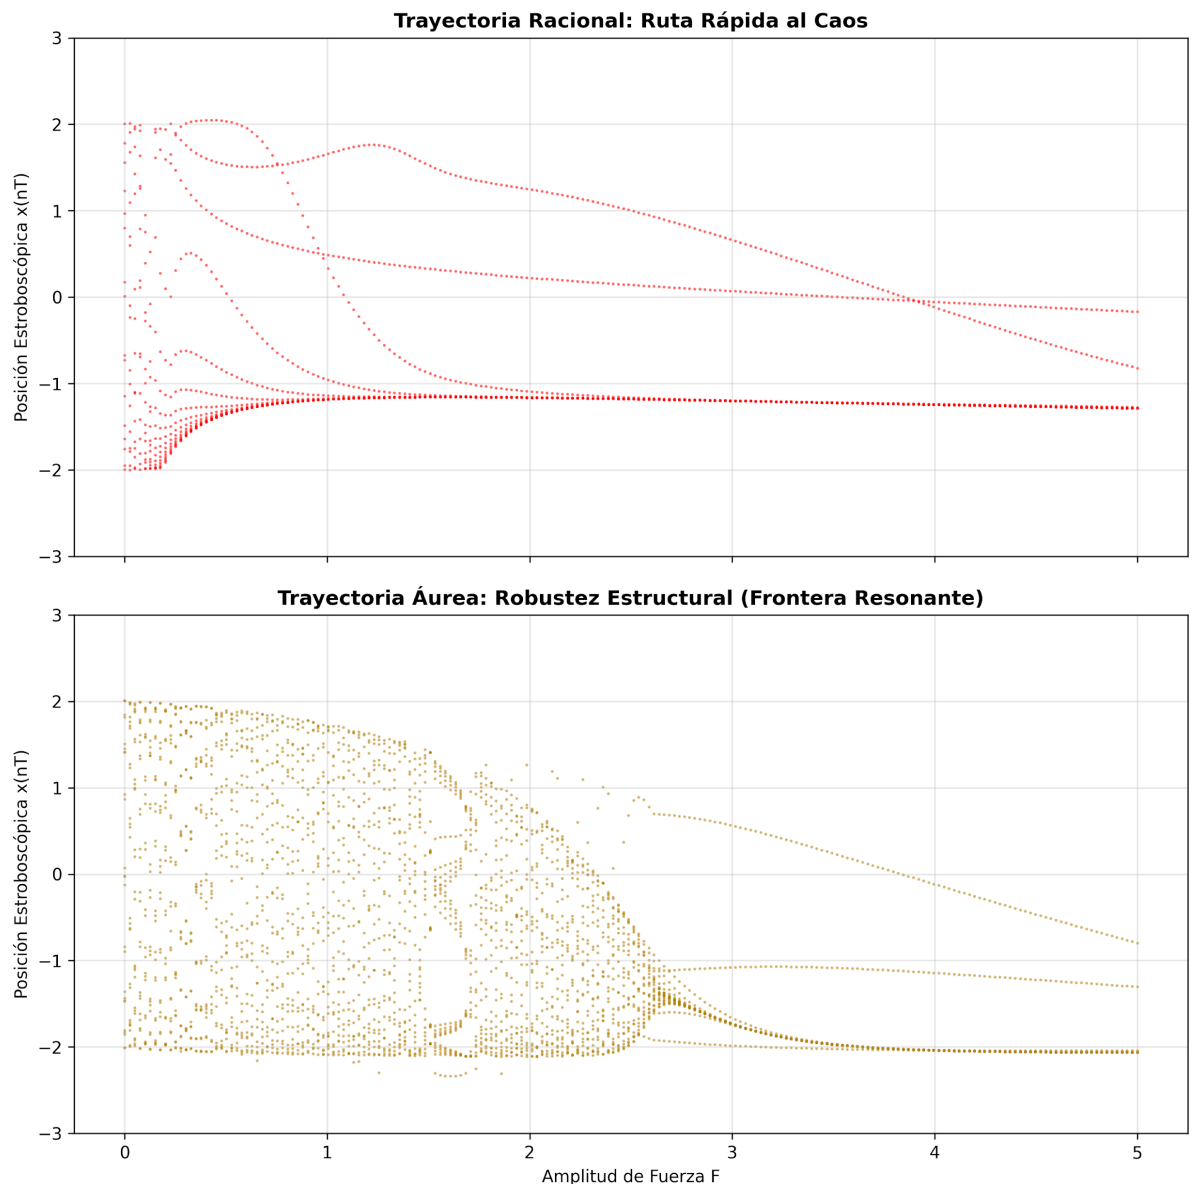 Trayectoria Racional: Ruta Rápida al Caos
3
2
1
0
−1
−2
−3
Posición Estroboscópica x(nT)
Trayectoria Áurea: Robustez Estructural (Frontera Resonante)
3
2
1
0
−1
−2
−3
Posición Estroboscópica x(nT)
0 1 2 3 4 5
Amplitud de Fuerza F